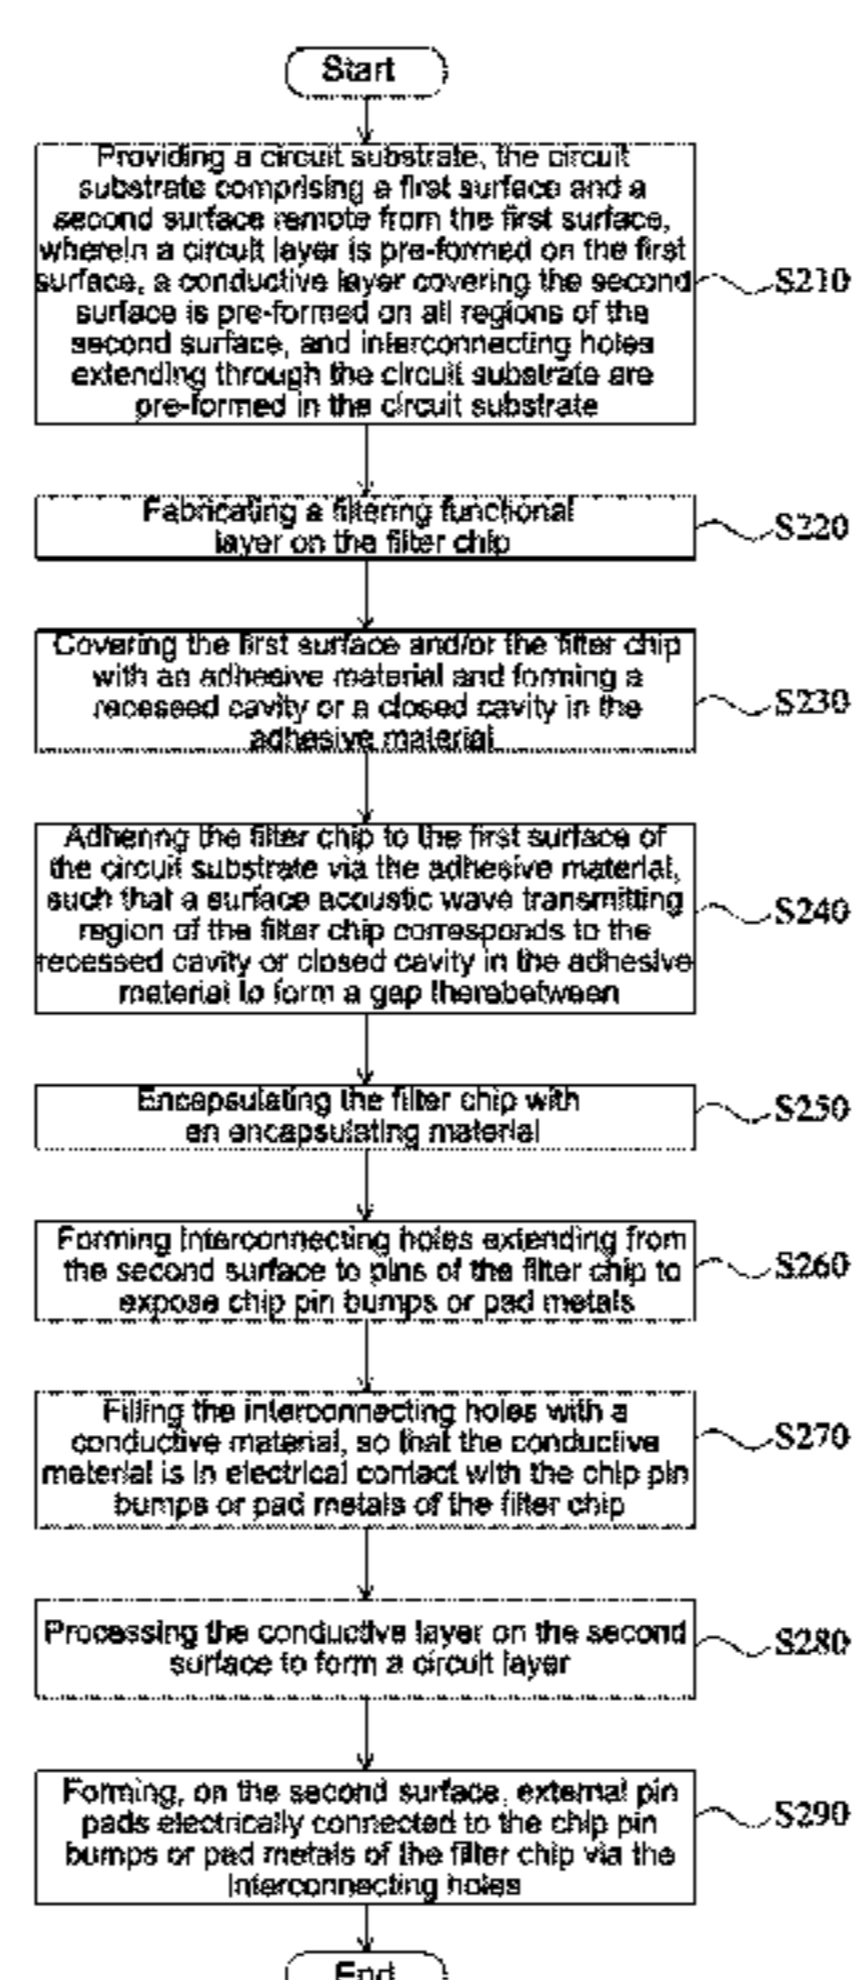 Start
Providing a circuit substrate, the circuit
substrate comprising a first surface and a
second surface remote from the first surface,
wherein a circuit layer is pre-formed on the first
surface, a conductive layer covering the second
surface is pre-formed on all regions of the
second surface, and interconnecting holes
extending through the circuit substrate are
pre-formed in the circuit substrate
S210
Fabricating a filtering functional
layer on the filter chip
S220
Covering the first surface and/or the filter chip
with an adhesive material and forming a
recessed cavity or a closed cavity in the
adhesive material
S230
Adhering the filter chip to the first surface of
the circuit substrate via the adhesive material,
such that a surface acoustic wave transmitting
region of the filter chip corresponds to the
recessed cavity or closed cavity in the adhesive
material to form a gap therebetween
S240
Encapsulating the filter chip with
an encapsulating material
S250
Forming interconnecting holes extending from
the second surface to pins of the filter chip to
expose chip pin bumps or pad metals
S260
Filling the interconnecting holes with a
conductive material, so that the conductive
material is in electrical contact with the chip pin
bumps or pad metals of the filter chip
S270
Processing the conductive layer on the second
surface to form a circuit layer
S280
Forming, on the second surface, external pin
pads electrically connected to the chip pin
bumps or pad metals of the filter chip via the
interconnecting holes
S290
End